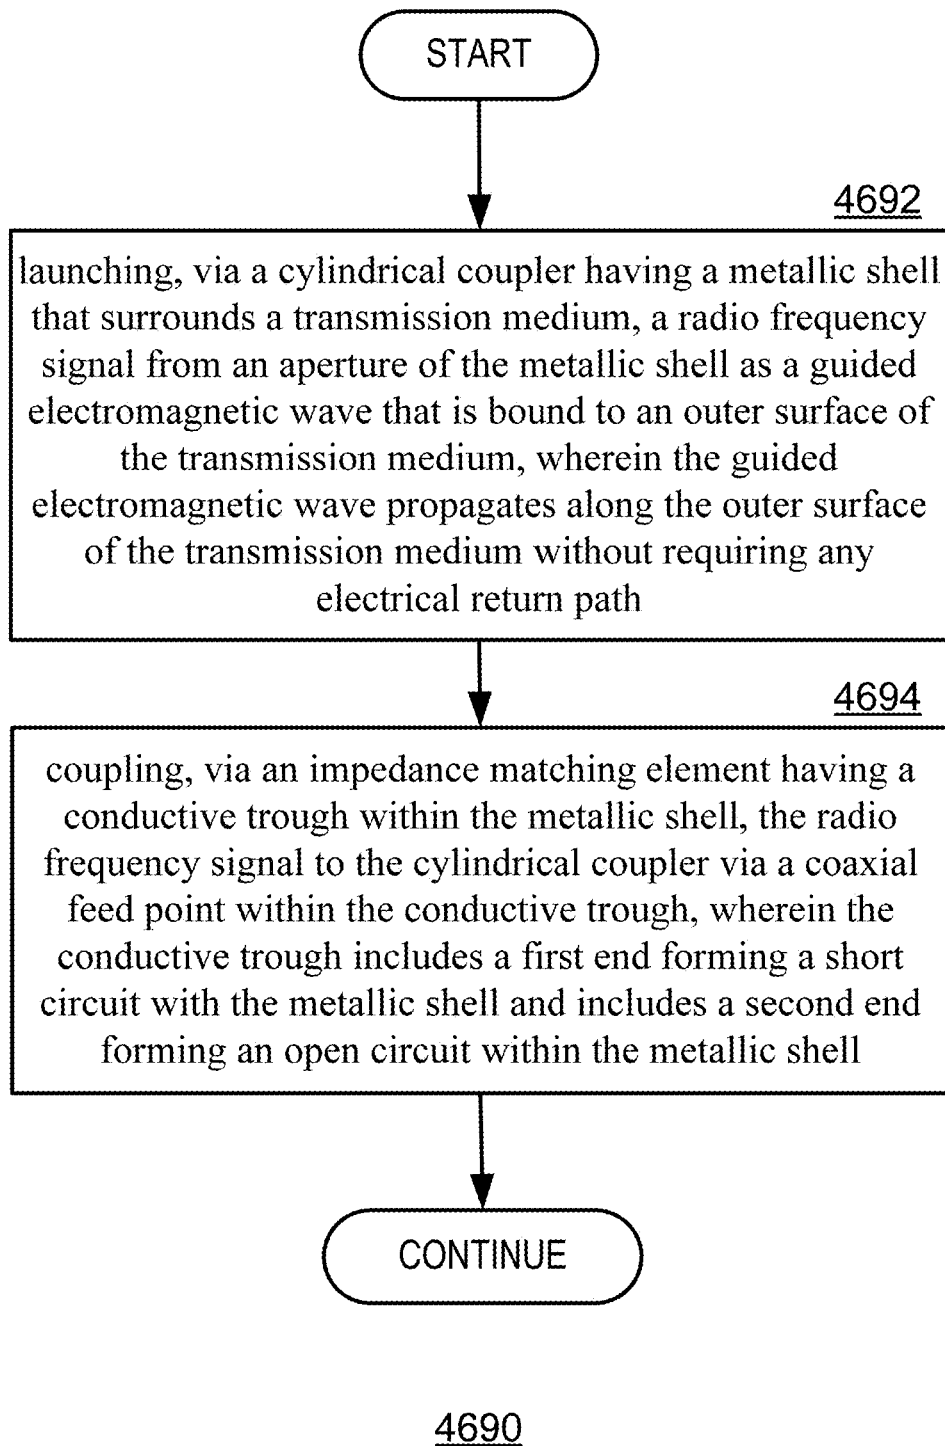 START
4692
launching, via a cylindrical coupler having a metallic shell
that surrounds a transmission medium, a radio frequency
signal from an aperture of the metallic shell as a guided
electromagnetic wave that is bound to an outer surface of
the transmission medium, wherein the guided
electromagnetic wave propagates along the outer surface
of the transmission medium without requiring any
electrical return path
4694
coupling, via an impedance matching element having a
conductive trough within the metallic shell, the radio
frequency signal to the cylindrical coupler via a coaxial
feed point within the conductive trough, wherein the
conductive trough includes a first end forming a short
circuit with the metallic shell and includes a second end
forming an open circuit within the metallic shell
CONTINUE
4690